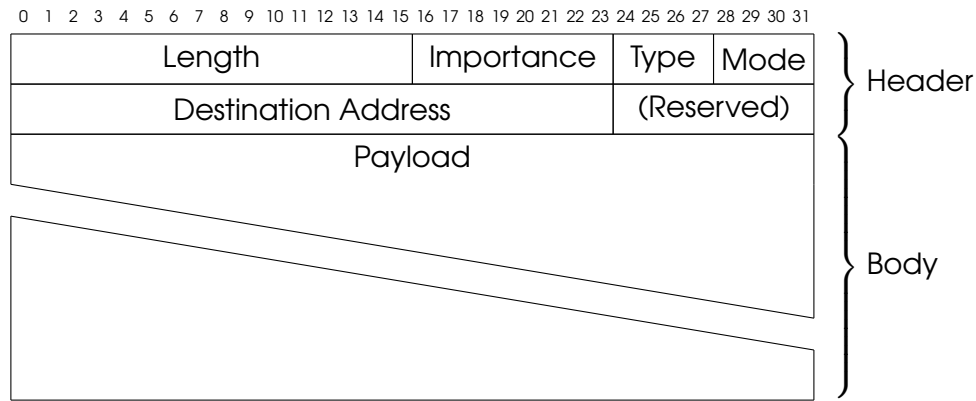 0 1 2 3 4 5 6 7 8 9 10 11 12 13 14 15 16 17 18 19 20 21 22 23 24 25 26 27 28 29 30 31
Length Importance Type Mode
Header
Destination Address (Reserved)
Payload
Body